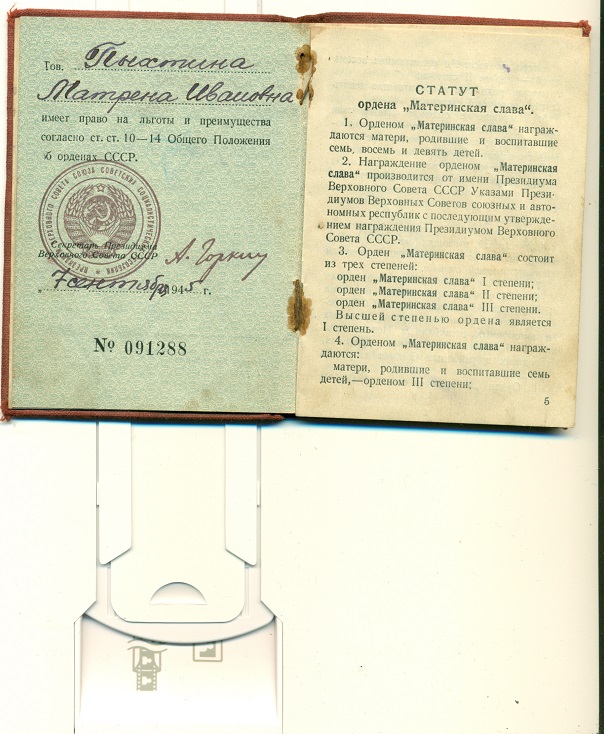 Тов. Пыхтина
Матрена Ивановна
имеет право на льготы и преимущества
согласно ст. ст. 10—14 Общего Положения
об орденах СССР.
Секретарь Президиума
Верховного Совета СССР А. Горкин
7 сентября 1945 г.
№ 091288
СТАТУТ
ордена „Материнская слава“.
1. Орденом „Материнская слава“ награж-
даются матери, родившие и воспитавшие
семь, восемь и девять детей.
2. Награждение орденом „Материнская
слава“ производится от имени Президиума
Верховного Совета СССР Указами Прези-
диумов Верховных Советов союзных и авто-
номных республик с последующим утвержде-
нием награждения Президиумом Верховного
Совета СССР.
3. Орден „Материнская слава“ состоит
из трех степеней:
орден „Материнская слава“ I степени;
орден „Материнская слава“ II степени;
орден „Материнская слава“ III степени.
Высшей степенью ордена является
I степень.
4. Орденом „Материнская слава“ награж-
даются:
матери, родившие и воспитавшие семь
детей,—орденом III степени;
5